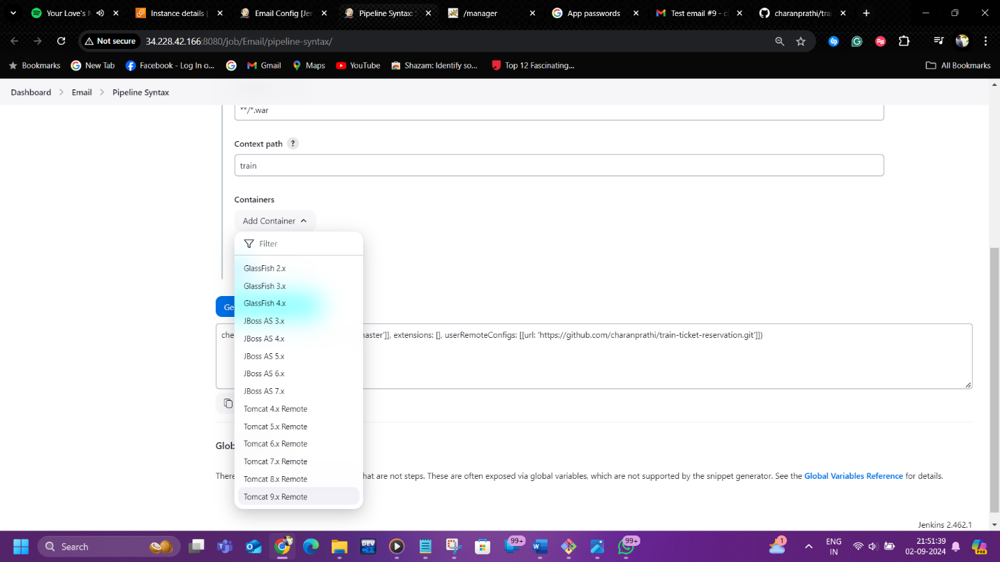 Your Love's N
Instance details |
Email Config [Jer
Pipeline Syntax:
/manager
App passwords
Test email #9 - c
charanprathi/trai
Not secure
34.228.42.166:8080/job/Email/pipeline-syntax/
Bookmarks
New Tab
Facebook - Log In o...
Gmail
Maps
YouTube
Shazam: Identify so...
Top 12 Fascinating...
All Bookmarks
Dashboard
Email
Pipeline Syntax
**/*.war
Context path ?
train
Containers
Add Container
Filter
GlassFish 2.x
GlassFish 3.x
GlassFish 4.x
Ge
JBoss AS 3.x
che
naster']], extensions: [], userRemoteConfigs: [[url: 'https://github.com/charanprathi/train-ticket-reservation.git']])
JBoss AS 4.x
JBoss AS 5.x
JBoss AS 6.x
JBoss AS 7.x
Tomcat 4.x Remote
Tomcat 5.x Remote
Tomcat 6.x Remote
Glob
Tomcat 7.x Remote
There
hat are not steps. These are often exposed via global variables, which are not supported by the snippet generator. See the Global Variables Reference for details.
Tomcat 8.x Remote
Tomcat 9.x Remote
Jenkins 2.462.1
Search
DEV
99+
99+
1
ENG
IN
21:51:39
02-09-2024
PRE